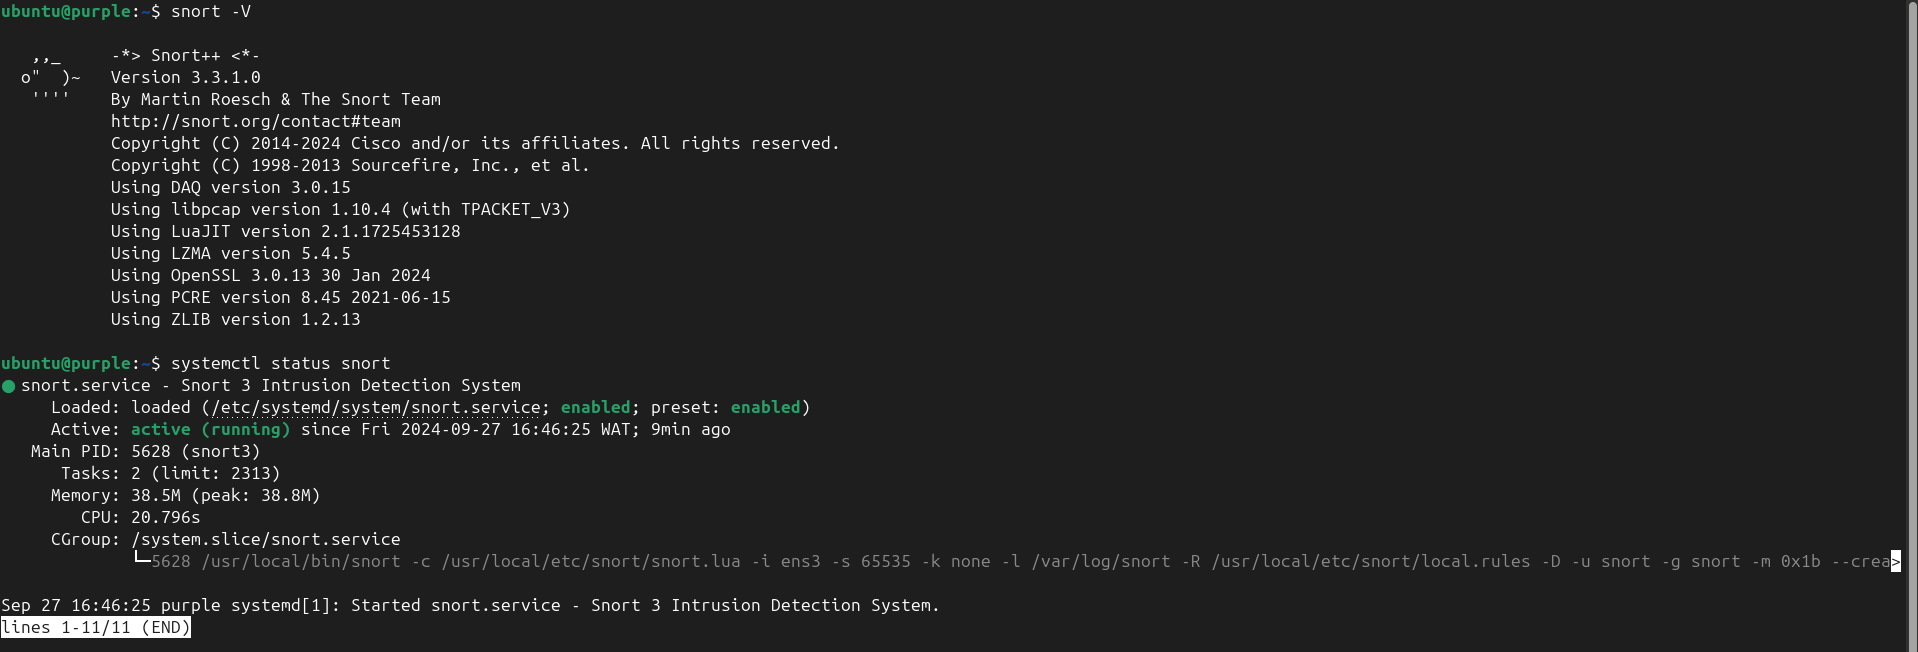 ubuntu@purple:~$ snort -V

   ,,_     -*> Snort++ <*-
  o"  )~   Version 3.3.1.0
   ''''    By Martin Roesch & The Snort Team
           http://snort.org/contact#team
           Copyright (C) 2014-2024 Cisco and/or its affiliates. All rights reserved.
           Copyright (C) 1998-2013 Sourcefire, Inc., et al.
           Using DAQ version 3.0.15
           Using libpcap version 1.10.4 (with TPACKET_V3)
           Using LuaJIT version 2.1.1725453128
           Using LZMA version 5.4.5
           Using OpenSSL 3.0.13 30 Jan 2024
           Using PCRE version 8.45 2021-06-15
           Using ZLIB version 1.2.13

ubuntu@purple:~$ systemctl status snort
● snort.service - Snort 3 Intrusion Detection System
     Loaded: loaded (/etc/systemd/system/snort.service; enabled; preset: enabled)
     Active: active (running) since Fri 2024-09-27 16:46:25 WAT; 9min ago
   Main PID: 5628 (snort3)
      Tasks: 2 (limit: 2313)
     Memory: 38.5M (peak: 38.8M)
        CPU: 20.796s
     CGroup: /system.slice/snort.service
             └─5628 /usr/local/bin/snort -c /usr/local/etc/snort/snort.lua -i ens3 -s 65535 -k none -l /var/log/snort -R /usr/local/etc/snort/local.rules -D -u snort -g snort -m 0x1b --crea>

Sep 27 16:46:25 purple systemd[1]: Started snort.service - Snort 3 Intrusion Detection System.
lines 1-11/11 (END)